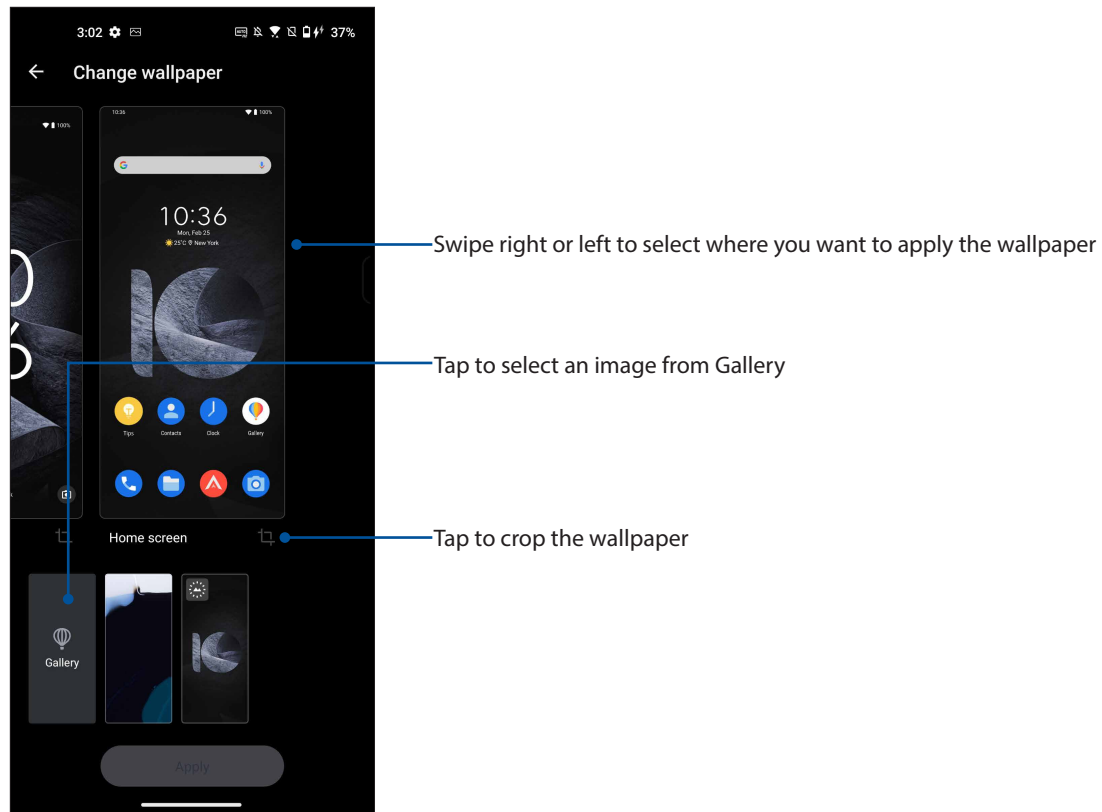 3:02
37%
Change wallpaper
100%
10:36
100%
G
10:36
Mon, Feb 25
25°C New York
Swipe right or left to select where you want to apply the wallpaper
Tap to select an image from Gallery
Tips
Contacts
Clock
Gallery
Home screen
Tap to crop the wallpaper
Gallery
Apply